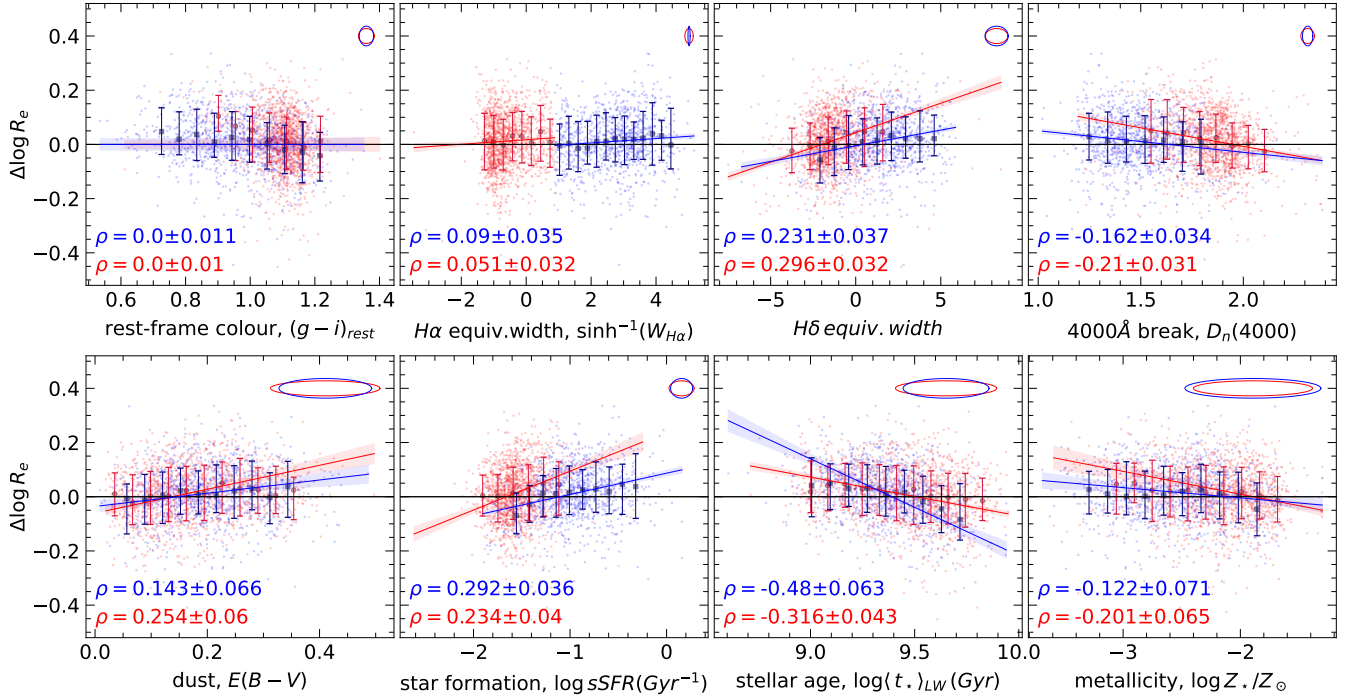 0.4
0.2
0.0
−0.2
−0.4
Δlog Rₑ
ρ = 0.0±0.011
ρ = 0.0±0.01
0.6 0.8 1.0 1.2 1.4
rest-frame colour, (g − i)rest
ρ = 0.09±0.035
ρ = 0.051±0.032
−2 0 2 4
Hα equiv.width, sinh⁻¹(W_Hα)
ρ = 0.231±0.037
ρ = 0.296±0.032
−5 0 5
Hδ equiv. width
ρ = -0.162±0.034
ρ = -0.21±0.031
1.0 1.5 2.0
4000Å break, Dₙ(4000)
0.4
0.2
0.0
−0.2
−0.4
Δlog Rₑ
ρ = 0.143±0.066
ρ = 0.254±0.06
0.0 0.2 0.4
dust, E(B − V)
ρ = 0.292±0.036
ρ = 0.234±0.04
−2 −1 0
star formation, log sSFR(Gyr⁻¹)
ρ = -0.48±0.063
ρ = -0.316±0.043
9.0 9.5 10.0
stellar age, log⟨t⋆⟩LW(Gyr)
ρ = -0.122±0.071
ρ = -0.201±0.065
−3 −2
metallicity, log Z⋆/Z⊙